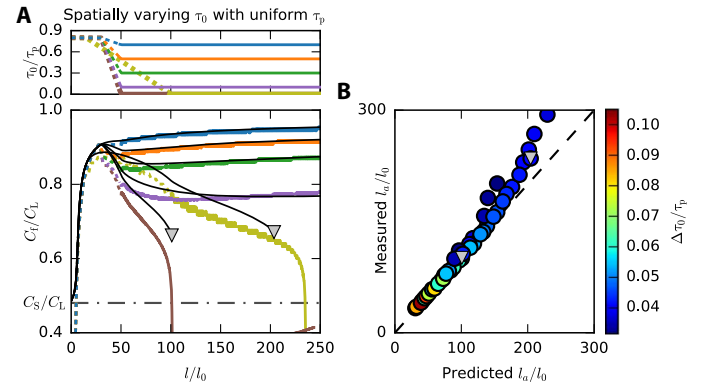 A
Spatially varying τ0 with uniform τp
0.9
0.6
0.3
0.0
τ0/τp
1.0
0.8
0.6
CS/CL
0.4
Cf/CL
0 50 100 150 200 250
l/l0
B
300
0
Measured la/l0
0 100 200 300
Predicted la/l0
0.10
0.09
0.08
0.07
0.06
0.05
0.04
Δτ0/τp